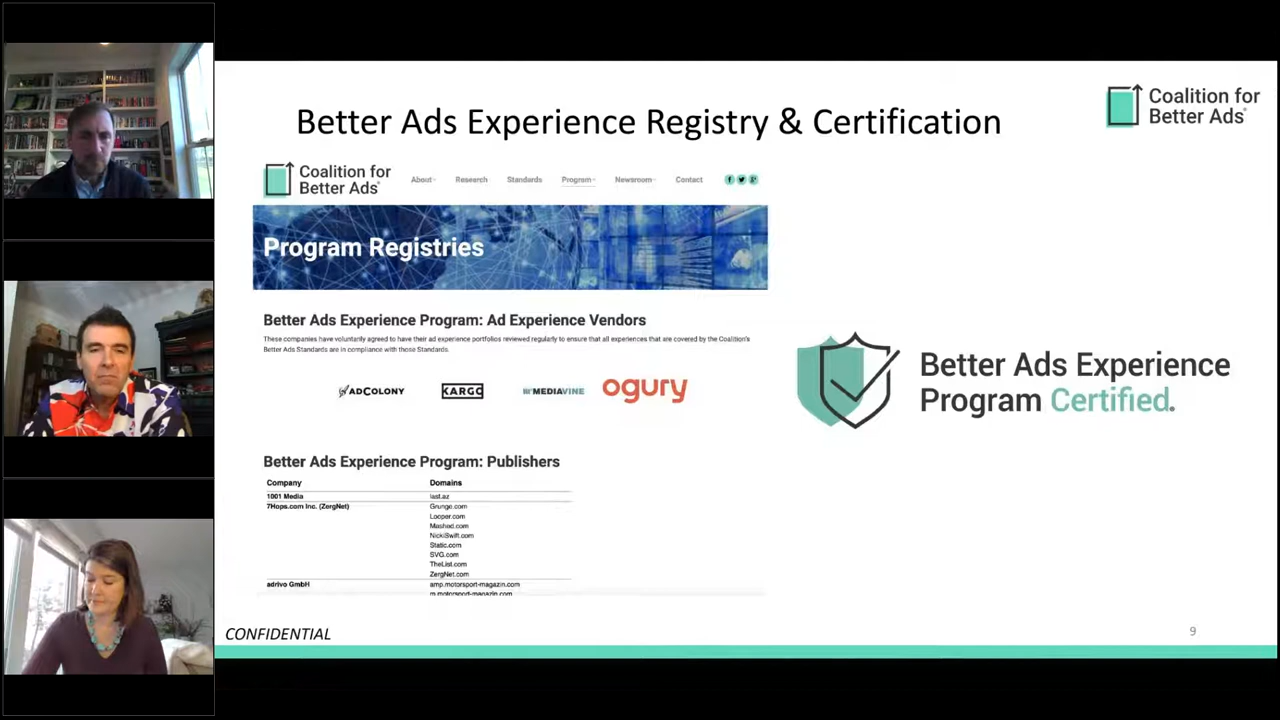 Better Ads Experience Registry & Certification
Coalition for
Better Ads
Coalition for
Better Ads
About
Research
Standards
Program
Newsroom
Contact
Program Registries
Better Ads Experience Program: Ad Experience Vendors
These companies have voluntarily agreed to have their ad experience portfolios reviewed regularly to ensure that all experiences that are covered by the Coalition's
Better Ads Standards are in compliance with those Standards.
ADCOLONY
KARGO
MEDIAVINE
ogury
Better Ads Experience
Program Certified.
Better Ads Experience Program: Publishers
Company Domains
1001 Media last.az
7Hops.com Inc. (ZergNet) Grunge.com
Looper.com
Mashed.com
NickiSwift.com
Static.com
SVG.com
TheList.com
ZergNet.com
adrivo GmbH amp.motorsport-magazin.com
m.motorsport-magazin.com
CONFIDENTIAL
9